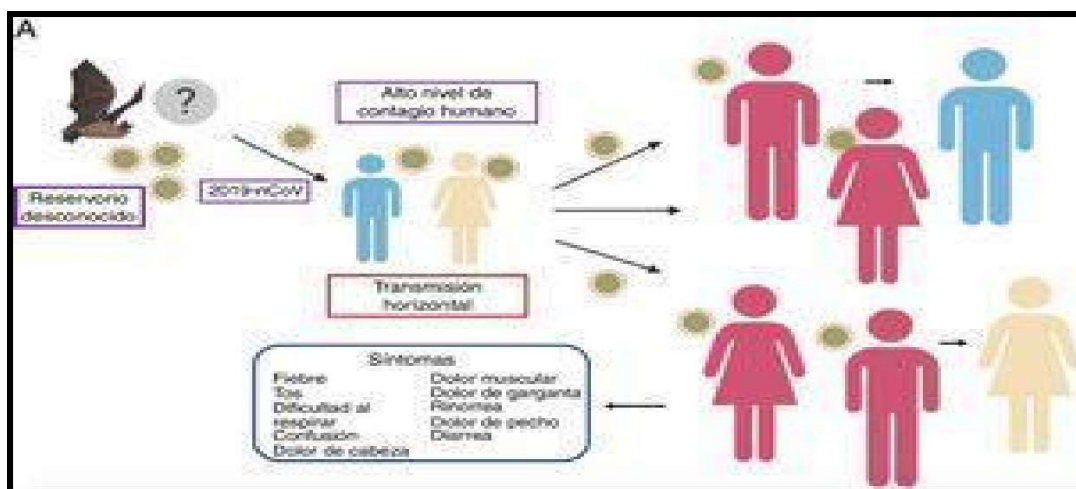 A
?
Alto nivel de
contagio humano
2019-nCoV
Reservorio
desconocido
Transmisión
horizontal
Síntomas
Fiebre
Tos
Dificultad al
respirar
Confusión
Dolor de cabeza
Dolor muscular
Dolor de garganta
Rinorrea
Dolor de pecho
Diarrea